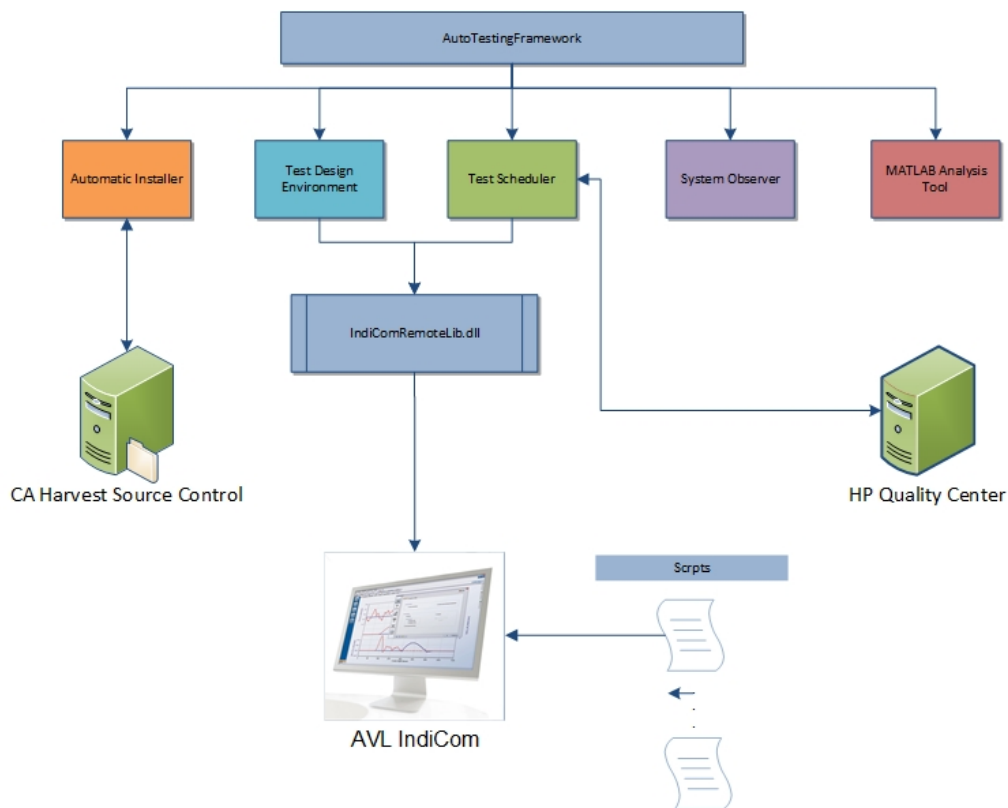 AutoTestingFramework
Automatic Installer
Test Design
Environment
Test Scheduler
System Observer
MATLAB Analysis
Tool
IndiComRemoteLib.dll
CA Harvest Source Control
HP Quality Center
Scrpts
AVL IndiCom